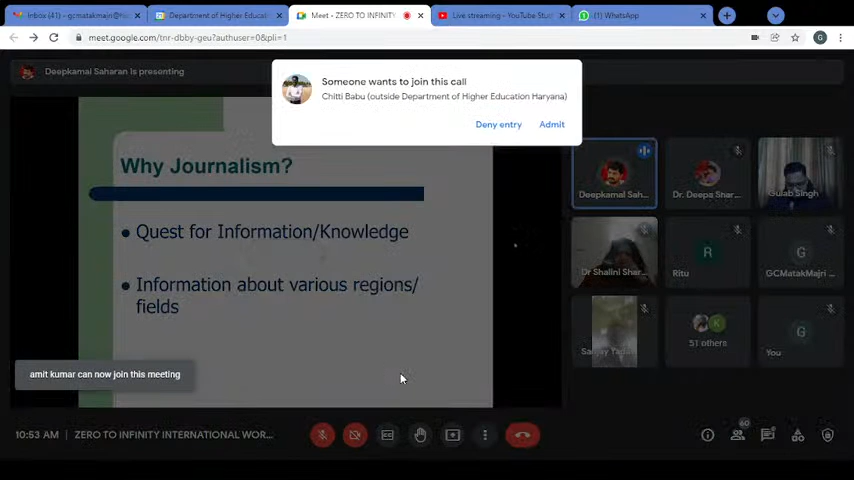 Inbox (41) - gcmatakmajri@
Department of Higher Educati
Meet - ZERO TO INFINITY
Live streaming - YouTube Stu
(1) WhatsApp
meet.google.com/tnr-dbby-geu?authuser=0&pli=1
G
Deepkamal Saharan is presenting
Someone wants to join this call
Chitti Babu (outside Department of Higher Education Haryana)
Deny entry Admit
Why Journalism?
Quest for Information/Knowledge
Information about various regions/
fields
Deepkamal Sah...
Dr. Deepa Shar...
Gulab Singh
Dr Shalini Shar...
R
Ritu
G
GCMatakMajri ...
Sanjay Yada
K
51 others
G
You
amit kumar can now join this meeting
10:53 AM | ZERO TO INFINITY INTERNATIONAL WOR...
60